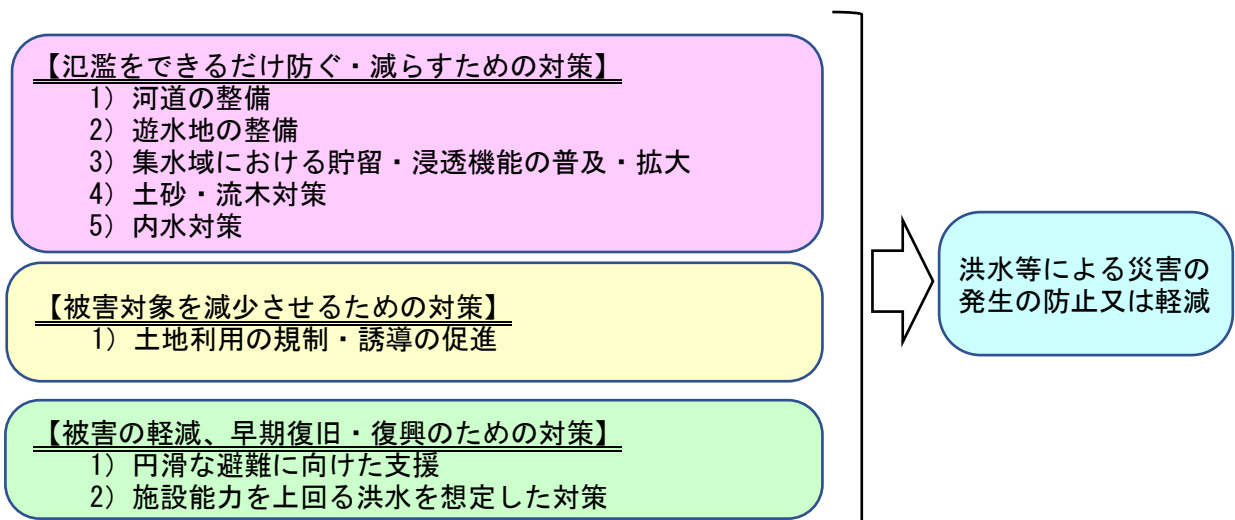 【氾濫をできるだけ防ぐ・減らすための対策】
1) 河道の整備
2) 遊水地の整備
3) 集水域における貯留・浸透機能の普及・拡大
4) 土砂・流木対策
5) 内水対策
【被害対象を減少させるための対策】
1) 土地利用の規制・誘導の促進
【被害の軽減、早期復旧・復興のための対策】
1) 円滑な避難に向けた支援
2) 施設能力を上回る洪水を想定した対策
洪水等による災害の
発生の防止又は軽減